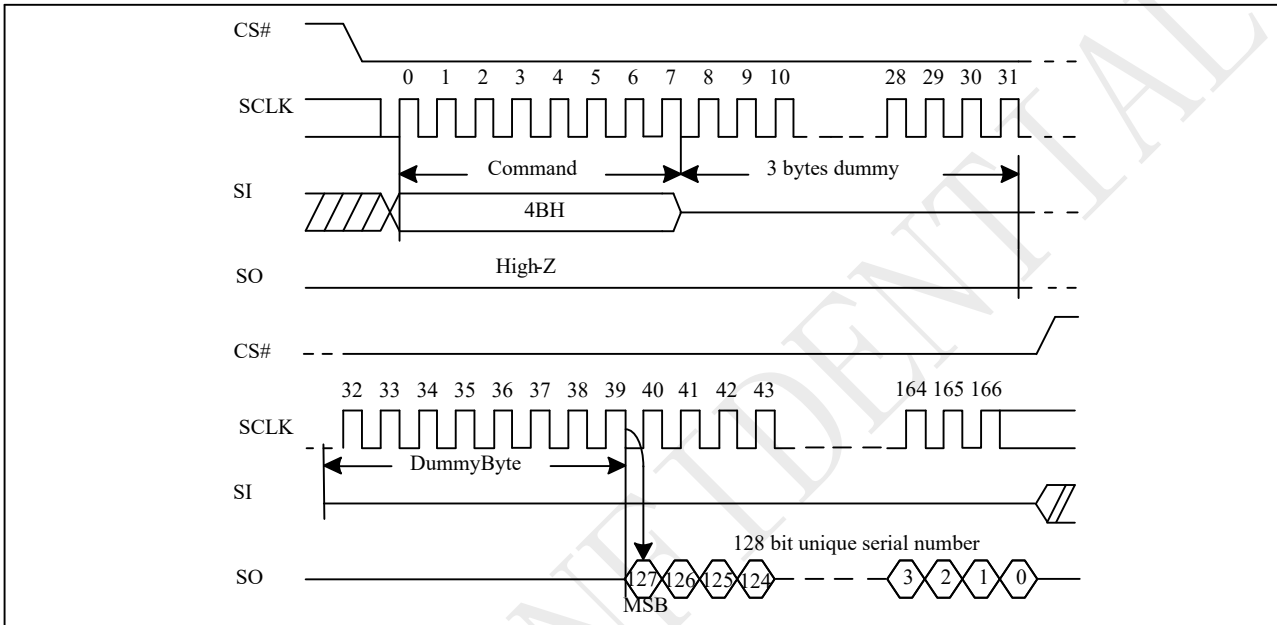 CS#
0 1 2 3 4 5 6 7 8 9 10 28 29 30 31
SCLK
Command 3 bytes dummy
SI
4BH
High-Z
SO
CS#
32 33 34 35 36 37 38 39 40 41 42 43 164 165 166
SCLK
DummyByte
SI
128 bit unique serial number
SO
127 126 125 124 3 2 1 0
MSB
NFIDENTIAL